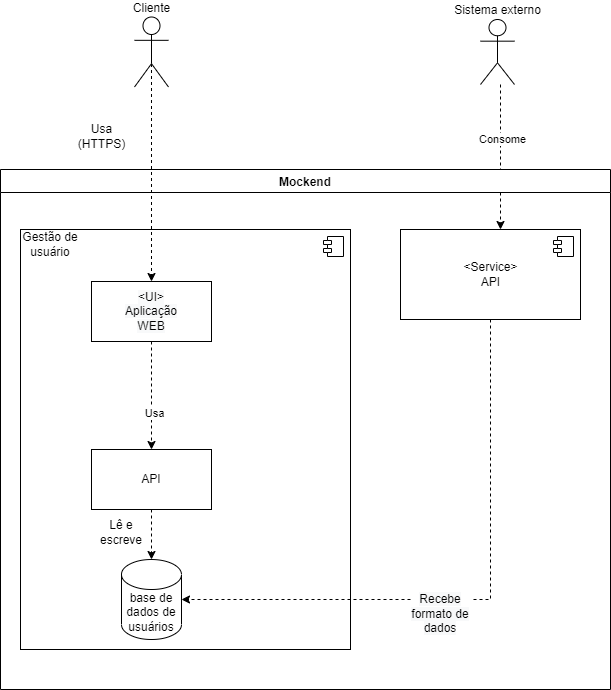 Cliente
Sistema externo
Usa
(HTTPS)
Consome
Mockend
Gestão de
usuário
<UI>
Aplicação
WEB
<Service>
API
Usa
API
Lê e
escreve
base de
dados de
usuários
Recebe
formato de
dados